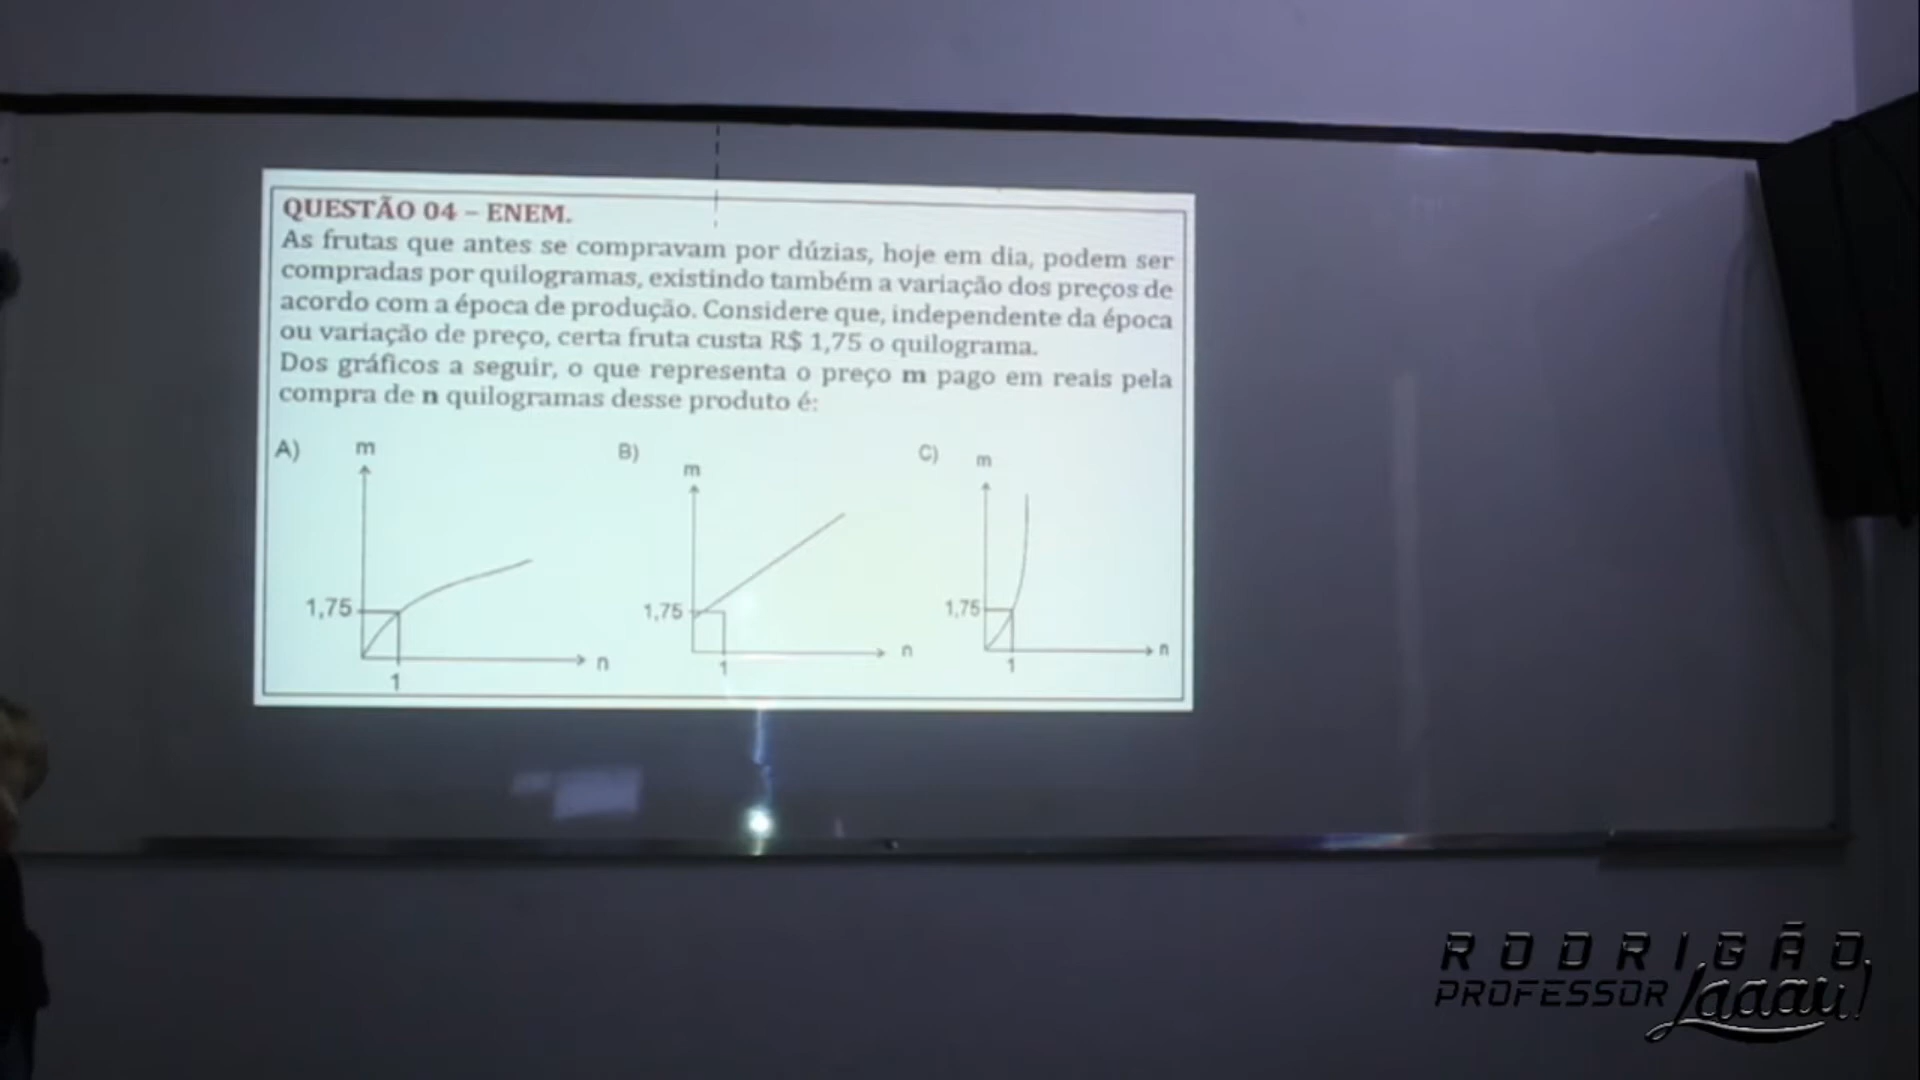 QUESTÃO 04 – ENEM.
As frutas que antes se compravam por dúzias, hoje em dia, podem ser
compradas por quilogramas, existindo também a variação dos preços de
acordo com a época de produção. Considere que, independente da época
ou variação de preço, certa fruta custa R$ 1,75 o quilograma.
Dos gráficos a seguir, o que representa o preço m pago em reais pela
compra de n quilogramas desse produto é:
A) m
1,75
n
1
B) m
1,75
n
1
C) m
1,75
n
1
RODRIGÃO
PROFESSOR Laaau!